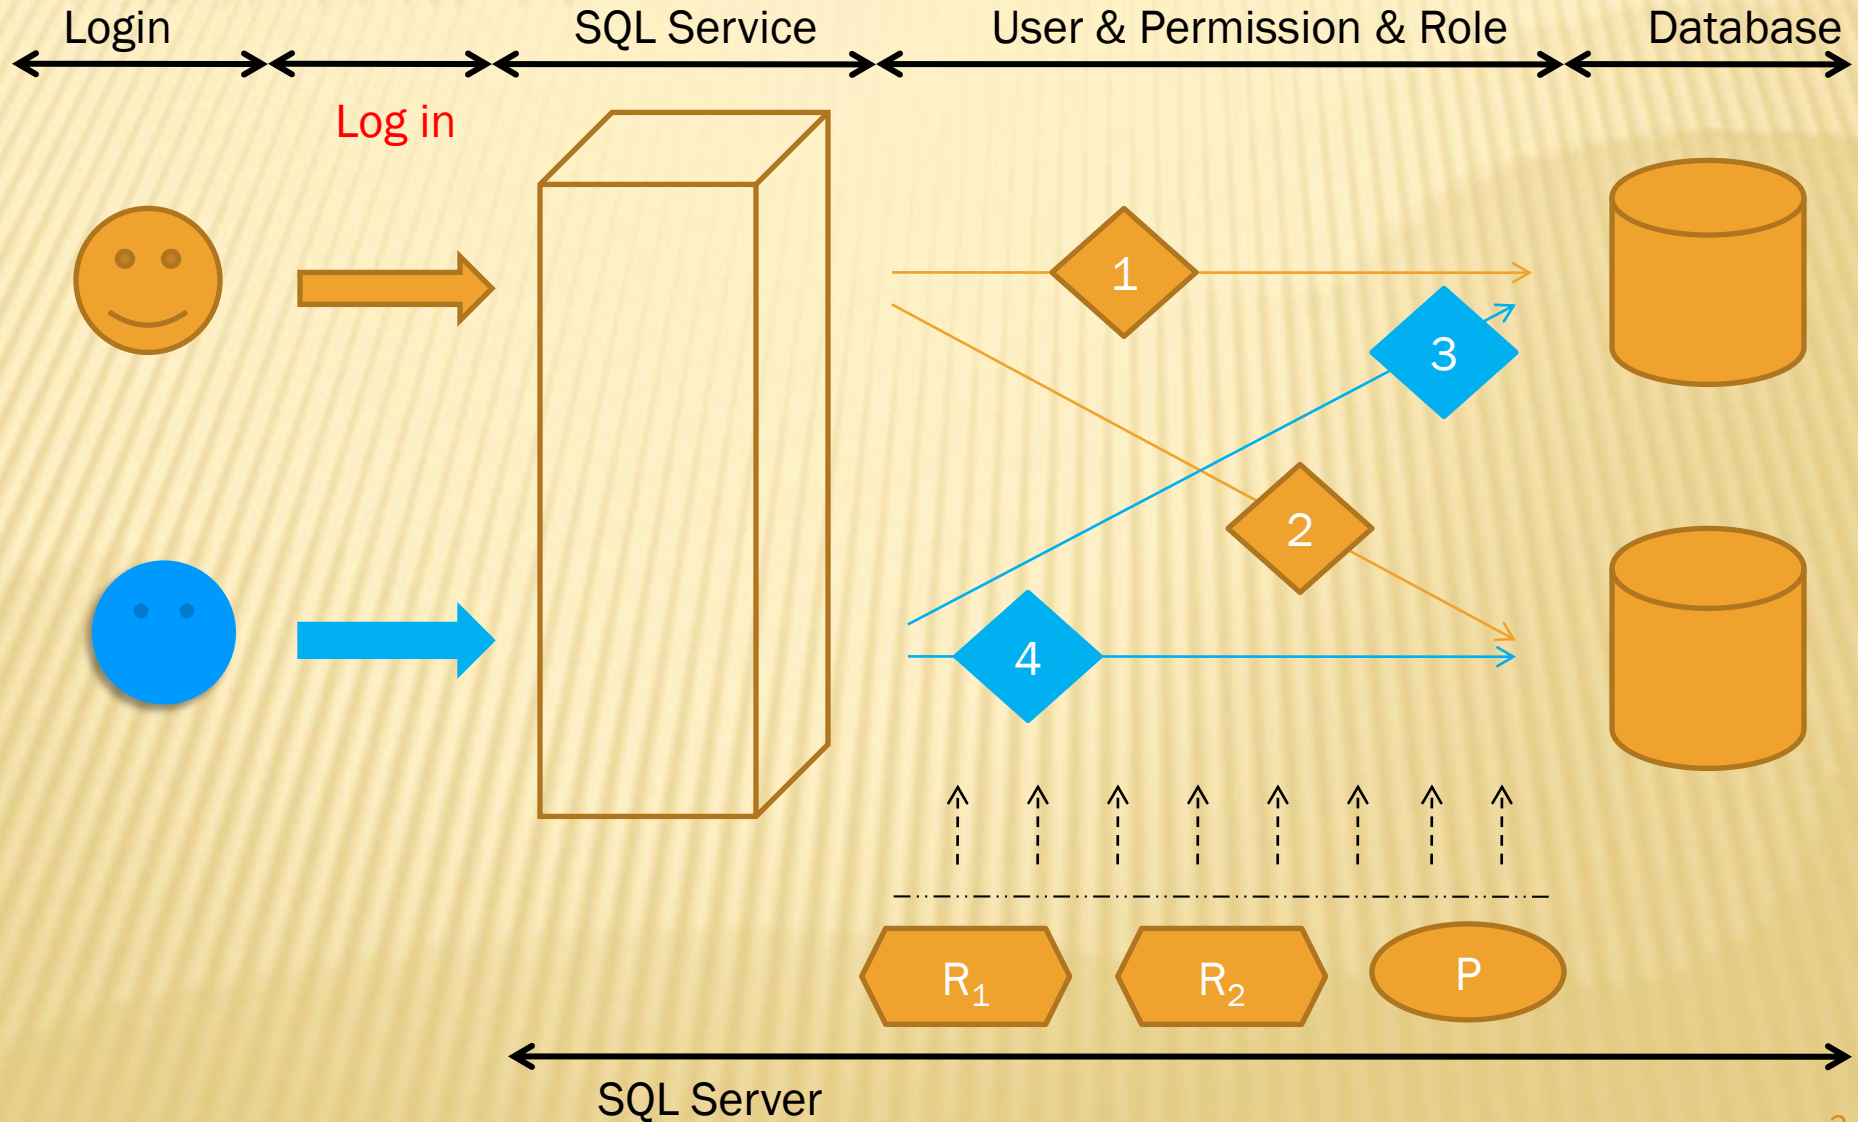 Login
SQL Service
User & Permission & Role
Database
Log in
1
3
2
4
R₁
R₂
P
SQL Server